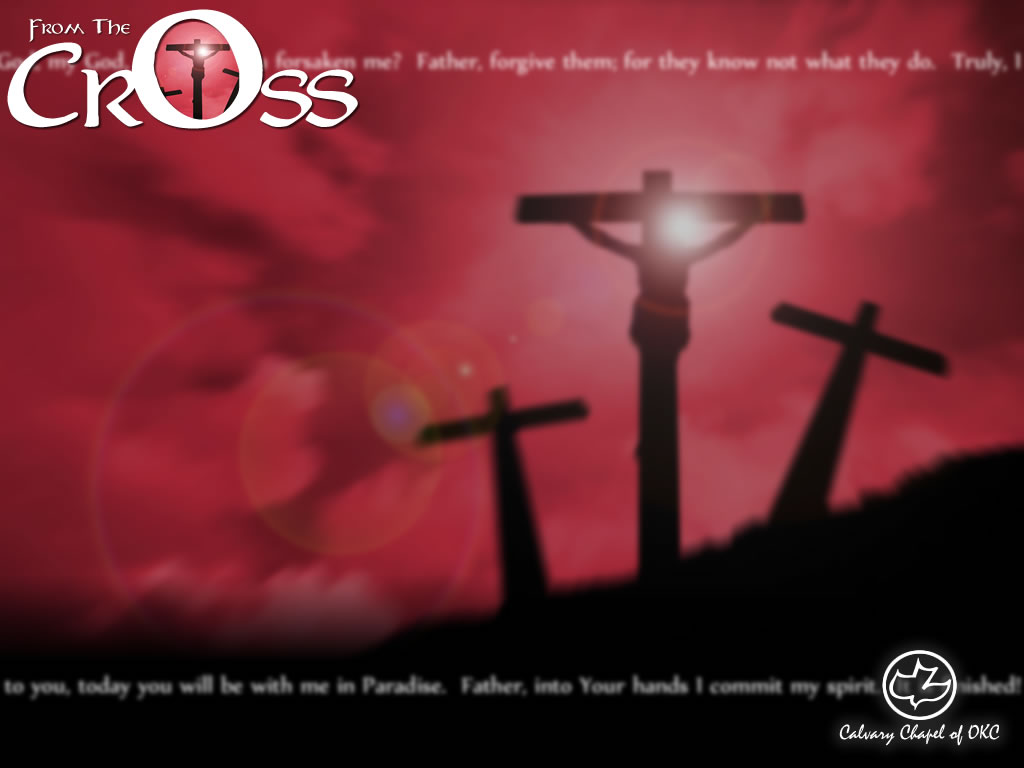 From The
Cross
God, my God, forsaken me? Father, forgive them; for they know not what they do. Truly, I
to you, today you will be with me in Paradise. Father, into Your hands I commit my spirit.
Calvary Chapel of OKC